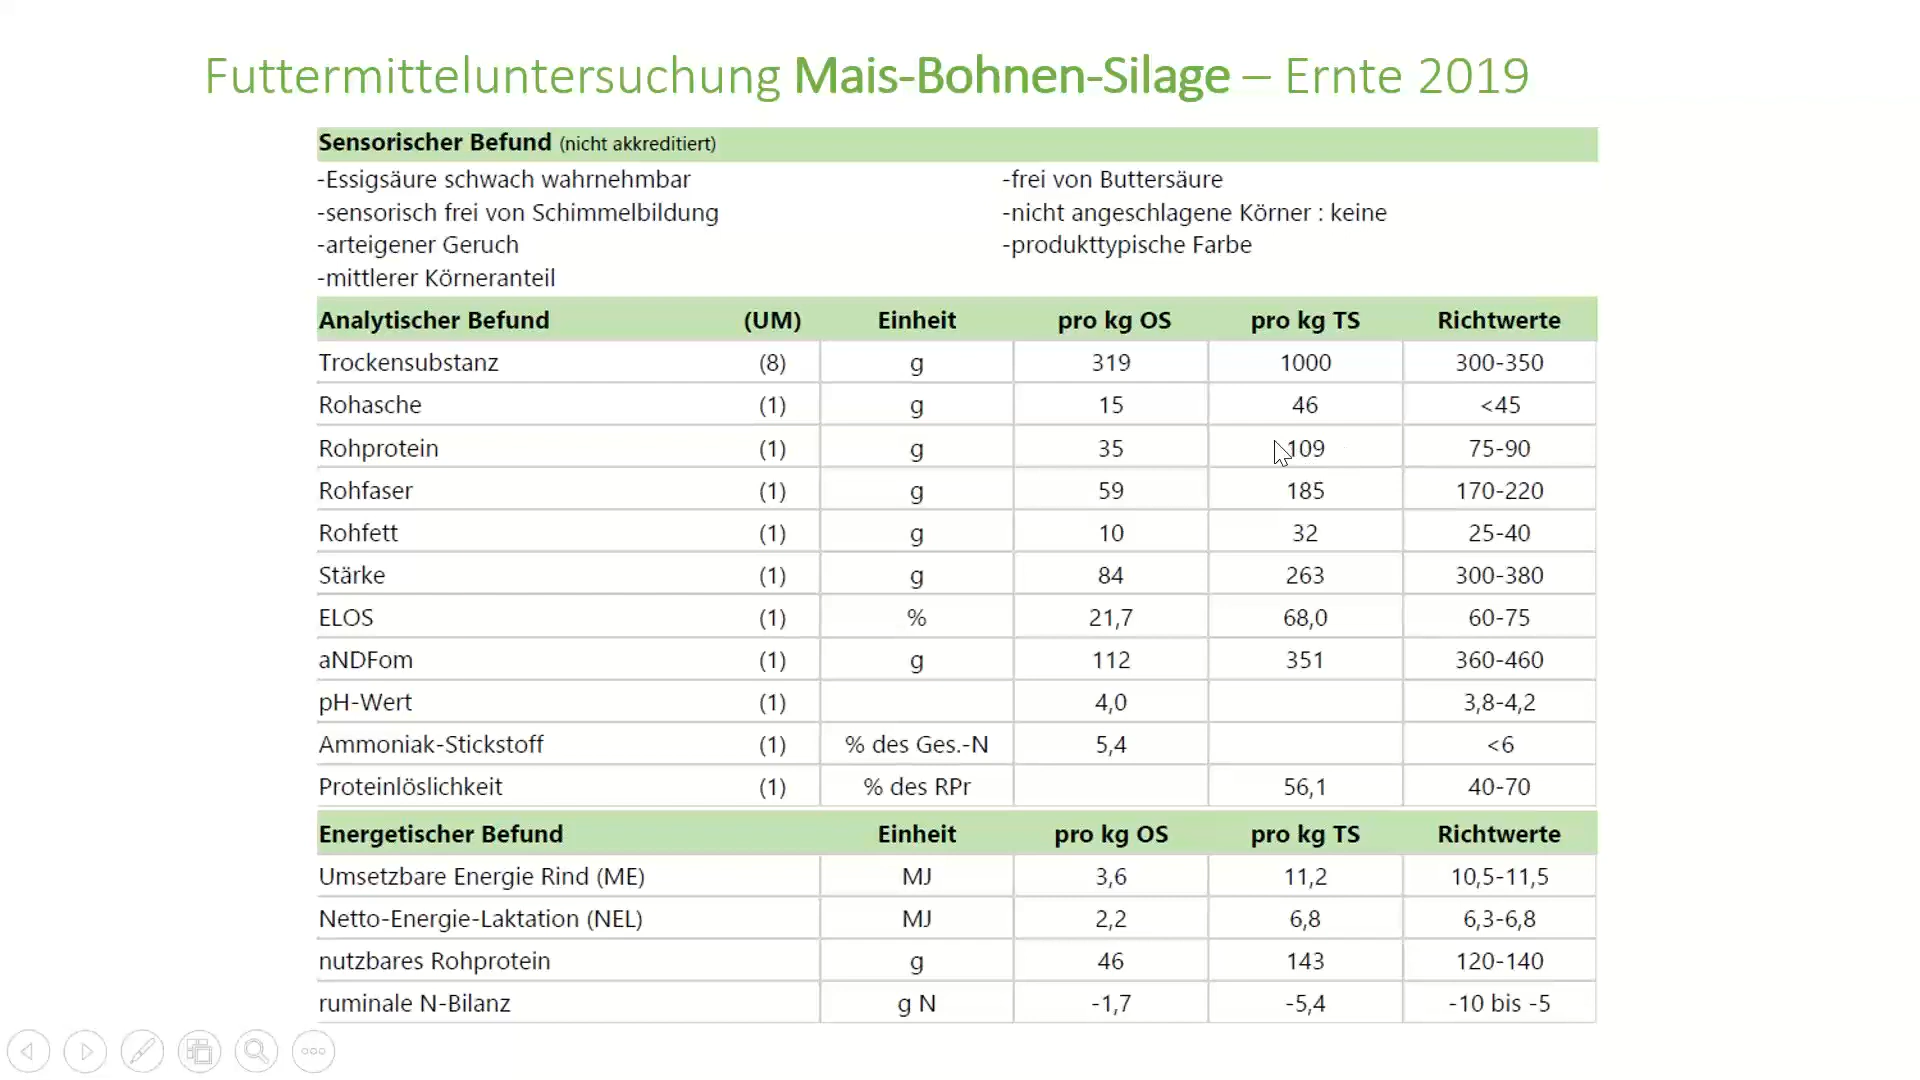 Futtermitteluntersuchung Mais-Bohnen-Silage – Ernte 2019
Sensorischer Befund (nicht akkreditiert)
-Essigsäure schwach wahrnehmbar -frei von Buttersäure
-sensorisch frei von Schimmelbildung -nicht angeschlagene Körner : keine
-arteigener Geruch -produkttypische Farbe
-mittlerer Körneranteil
Analytischer Befund (UM) Einheit pro kg OS pro kg TS Richtwerte
Trockensubstanz (8) g 319 1000 300-350
Rohasche (1) g 15 46 <45
Rohprotein (1) g 35 109 75-90
Rohfaser (1) g 59 185 170-220
Rohfett (1) g 10 32 25-40
Stärke (1) g 84 263 300-380
ELOS (1) % 21,7 68,0 60-75
aNDFom (1) g 112 351 360-460
pH-Wert (1) 4,0 3,8-4,2
Ammoniak-Stickstoff (1) % des Ges.-N 5,4 <6
Proteinlöslichkeit (1) % des RPr 56,1 40-70
Energetischer Befund Einheit pro kg OS pro kg TS Richtwerte
Umsetzbare Energie Rind (ME) MJ 3,6 11,2 10,5-11,5
Netto-Energie-Laktation (NEL) MJ 2,2 6,8 6,3-6,8
nutzbares Rohprotein g 46 143 120-140
ruminale N-Bilanz g N -1,7 -5,4 -10 bis -5